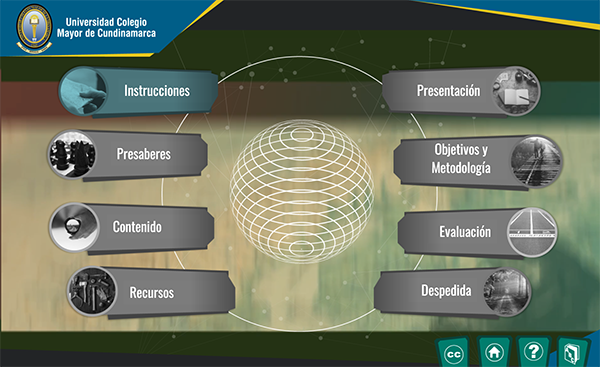 Universidad Colegio
Mayor de Cundinamarca
Instrucciones
Presentación
Presaberes
Objetivos y
Metodología
Contenido
Evaluación
Recursos
Despedida
cc
?